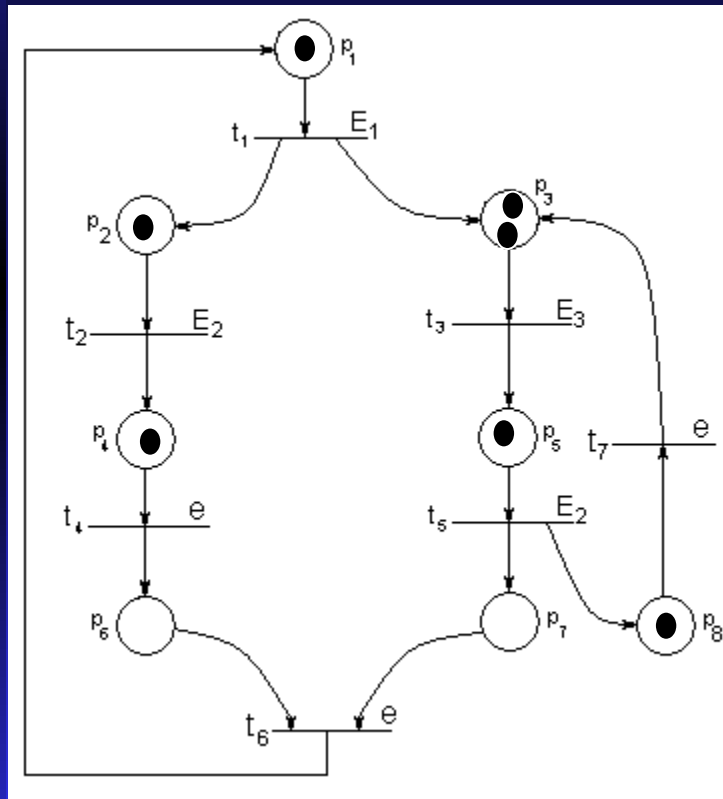 p₁
t₁ E₁
p₂ p₃
t₂ E₂ t₃ E₃
p₄ p₅ t₇ e
t₄ e t₅ E₂
p₆ p₇ p₈
t₆ e